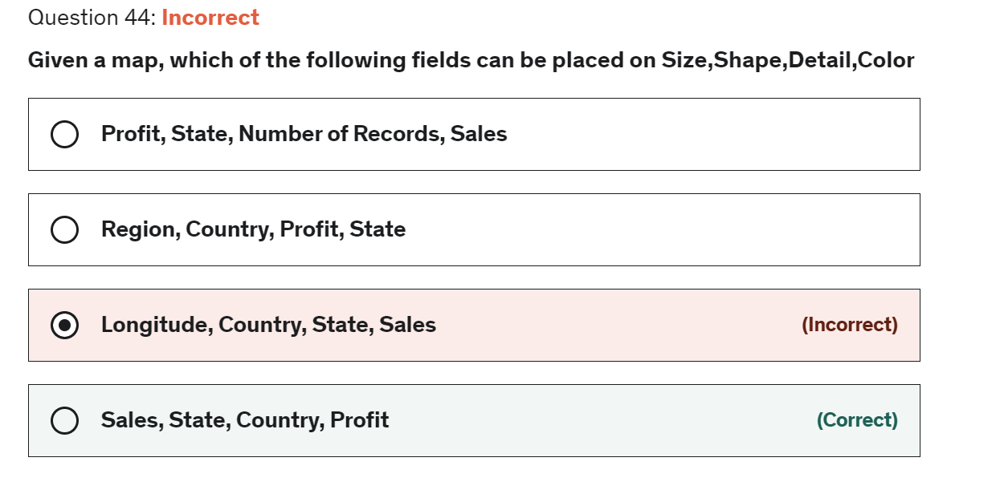 Question 44: Incorrect
Given a map, which of the following fields can be placed on Size,Shape,Detail,Color
Profit, State, Number of Records, Sales
Region, Country, Profit, State
Longitude, Country, State, Sales (Incorrect)
Sales, State, Country, Profit (Correct)